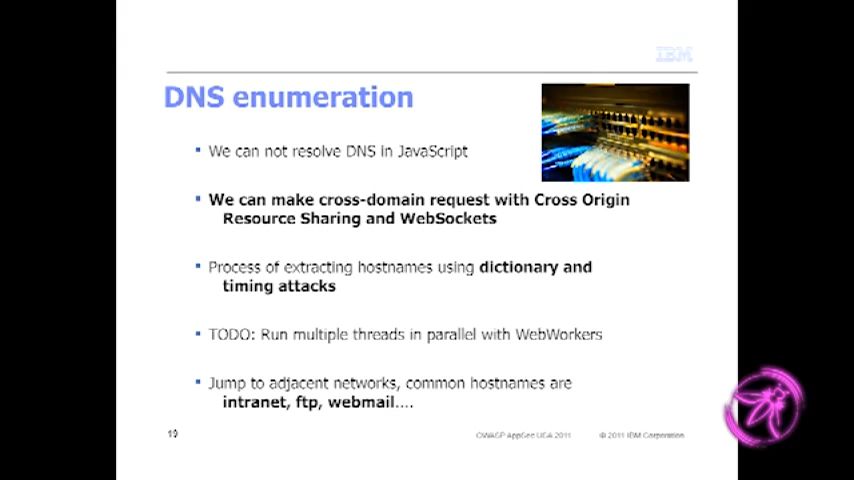 IBM
DNS enumeration
We can not resolve DNS in JavaScript
We can make cross-domain request with Cross Origin
Resource Sharing and WebSockets
Process of extracting hostnames using dictionary and
timing attacks
TODO: Run multiple threads in parallel with WebWorkers
Jump to adjacent networks, common hostnames are
intranet, ftp, webmail....
19
OWASP AppSec USA 2011
© 2011 IBM Corporation